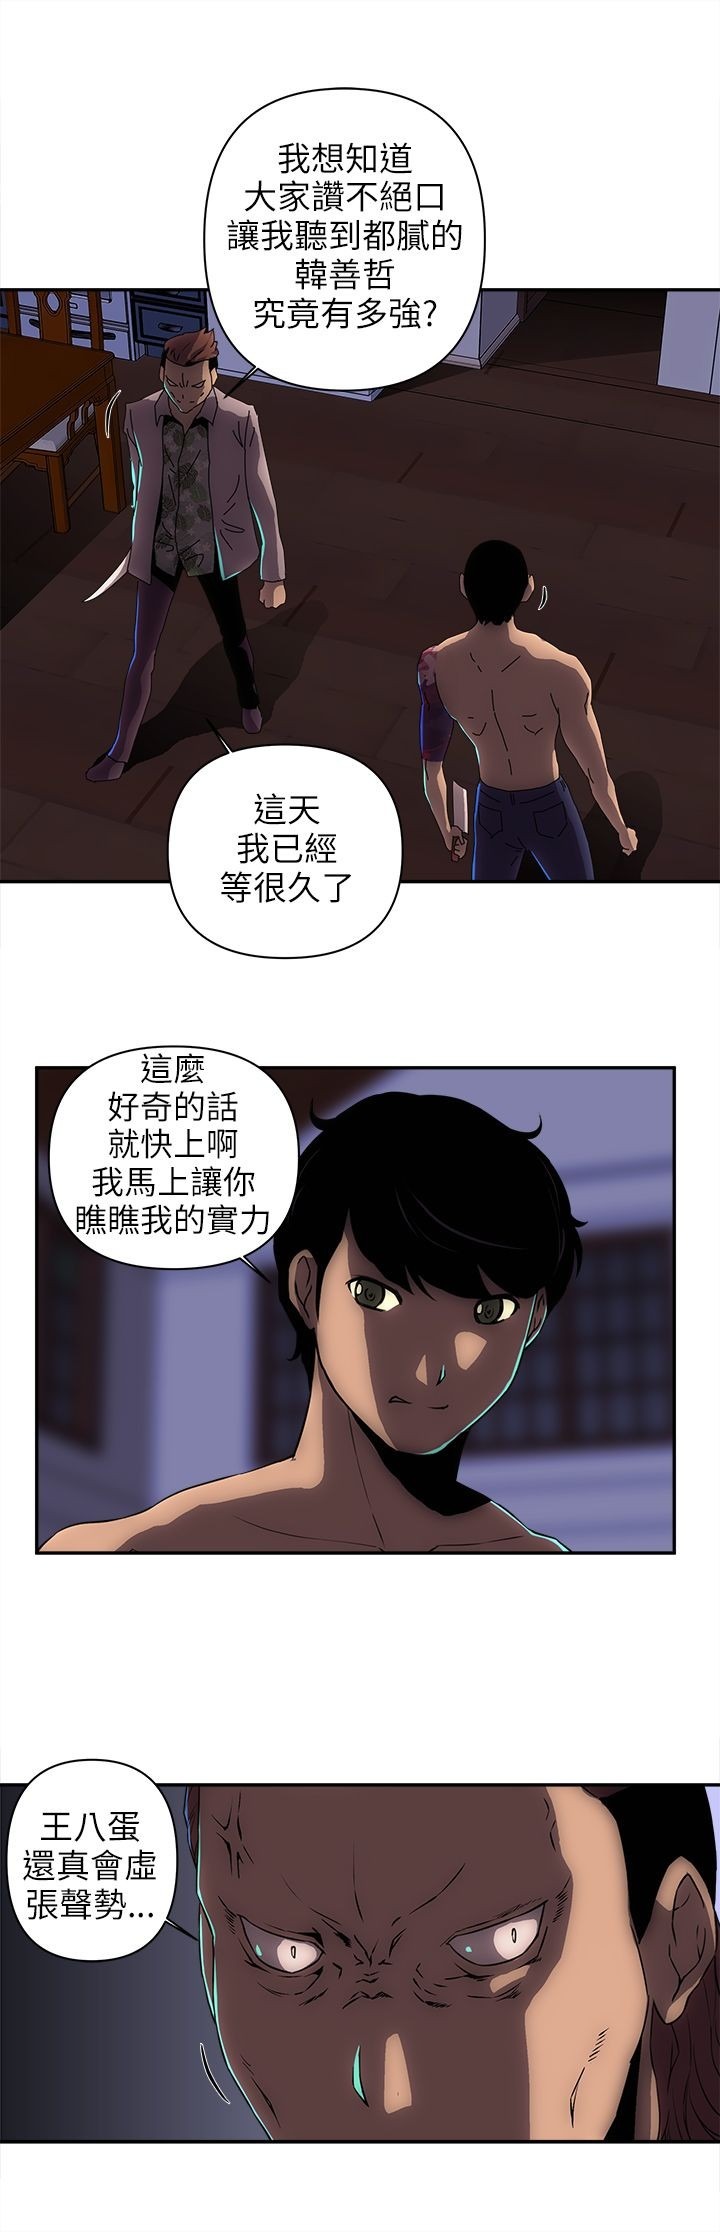 我想知道
大家讚不絕口
讓我聽到都膩的
韓善哲
究竟有多強?
這天
我已經
等很久了
這麼
好奇的話
就快上啊
我馬上讓你
瞧瞧我的實力
王八蛋
還真會虛
張聲勢...